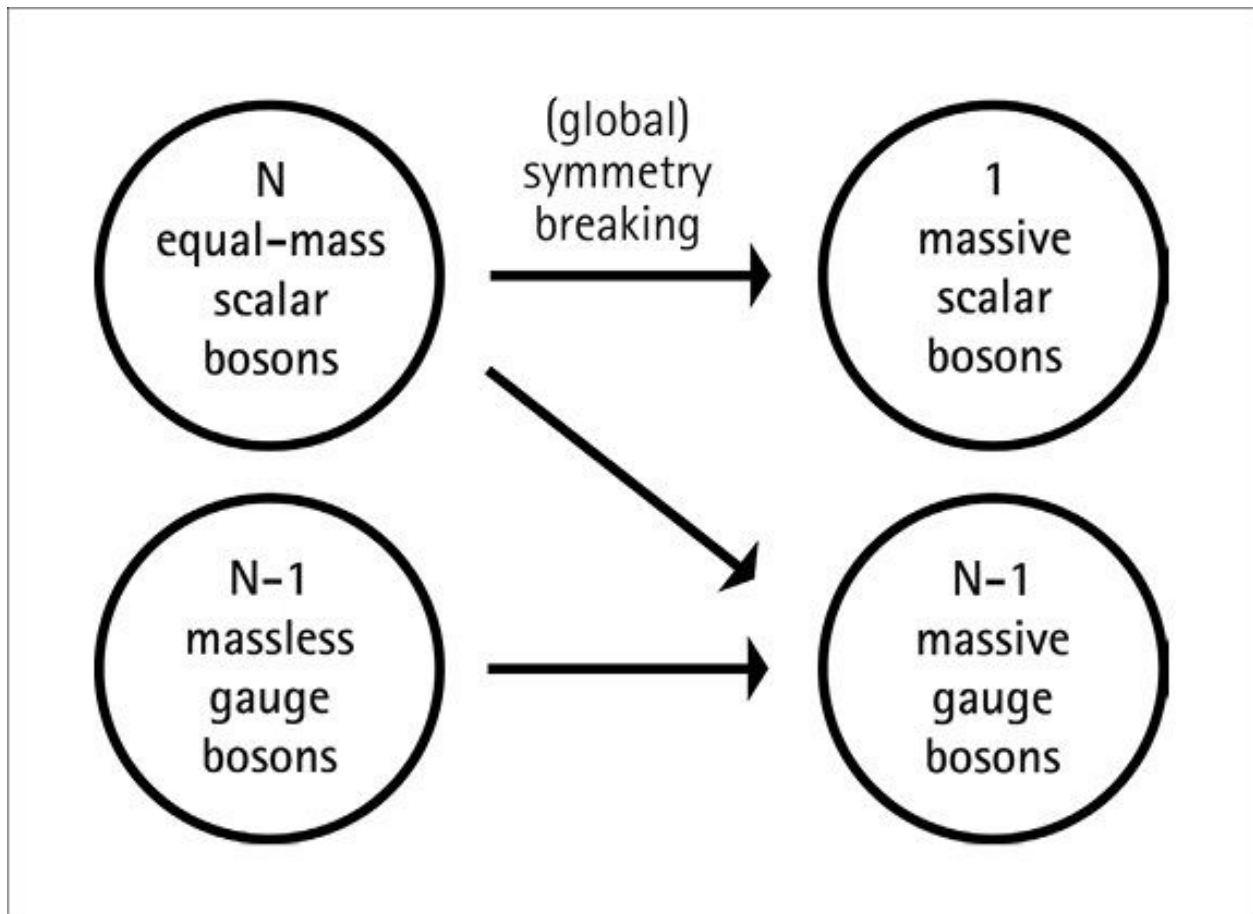 N
equal-mass
scalar
bosons
(global)
symmetry
breaking
1
massive
scalar
bosons
N-1
massless
gauge
bosons
N-1
massive
gauge
bosons